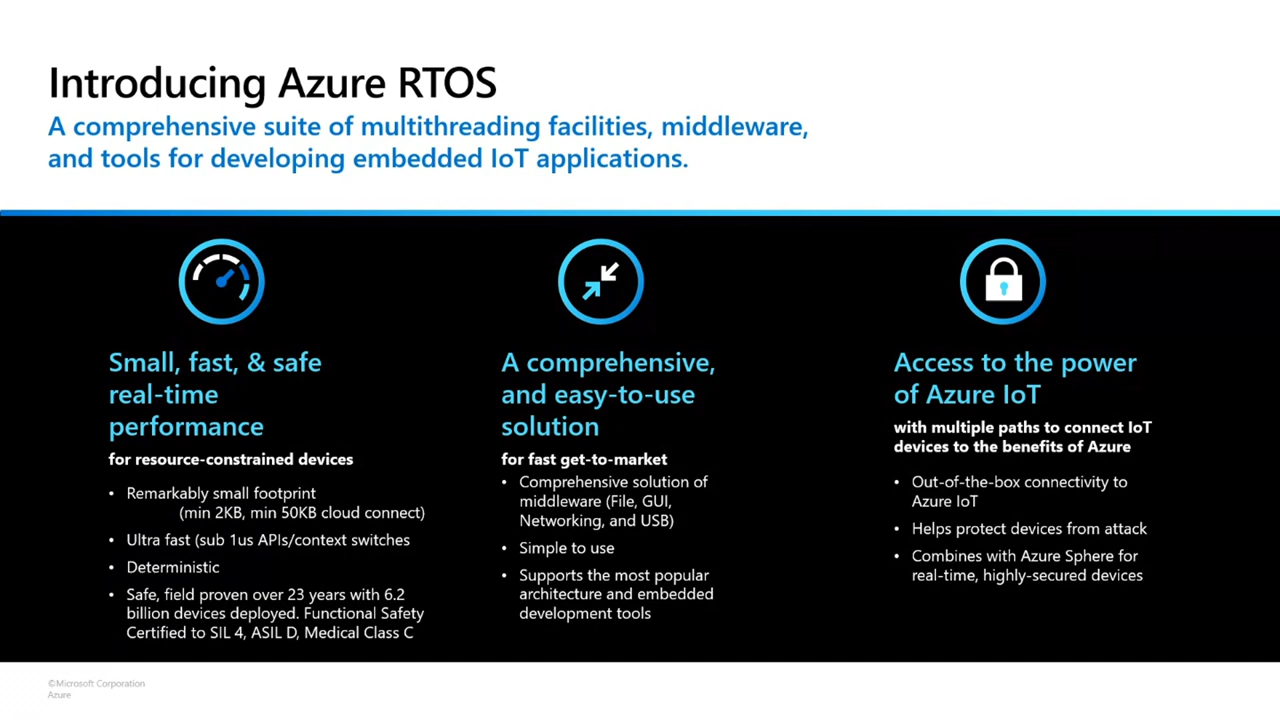 Introducing Azure RTOS
A comprehensive suite of multithreading facilities, middleware,
and tools for developing embedded IoT applications.
Small, fast, & safe
real-time
performance
for resource-constrained devices
• Remarkably small footprint
(min 2KB, min 50KB cloud connect)
• Ultra fast (sub 1us APIs/context switches
• Deterministic
• Safe, field proven over 23 years with 6.2
billion devices deployed. Functional Safety
Certified to SIL 4, ASIL D, Medical Class C
A comprehensive,
and easy-to-use
solution
for fast get-to-market
• Comprehensive solution of
middleware (File, GUI,
Networking, and USB)
• Simple to use
• Supports the most popular
architecture and embedded
development tools
Access to the power
of Azure IoT
with multiple paths to connect IoT
devices to the benefits of Azure
• Out-of-the-box connectivity to
Azure IoT
• Helps protect devices from attack
• Combines with Azure Sphere for
real-time, highly-secured devices
©Microsoft Corporation
Azure